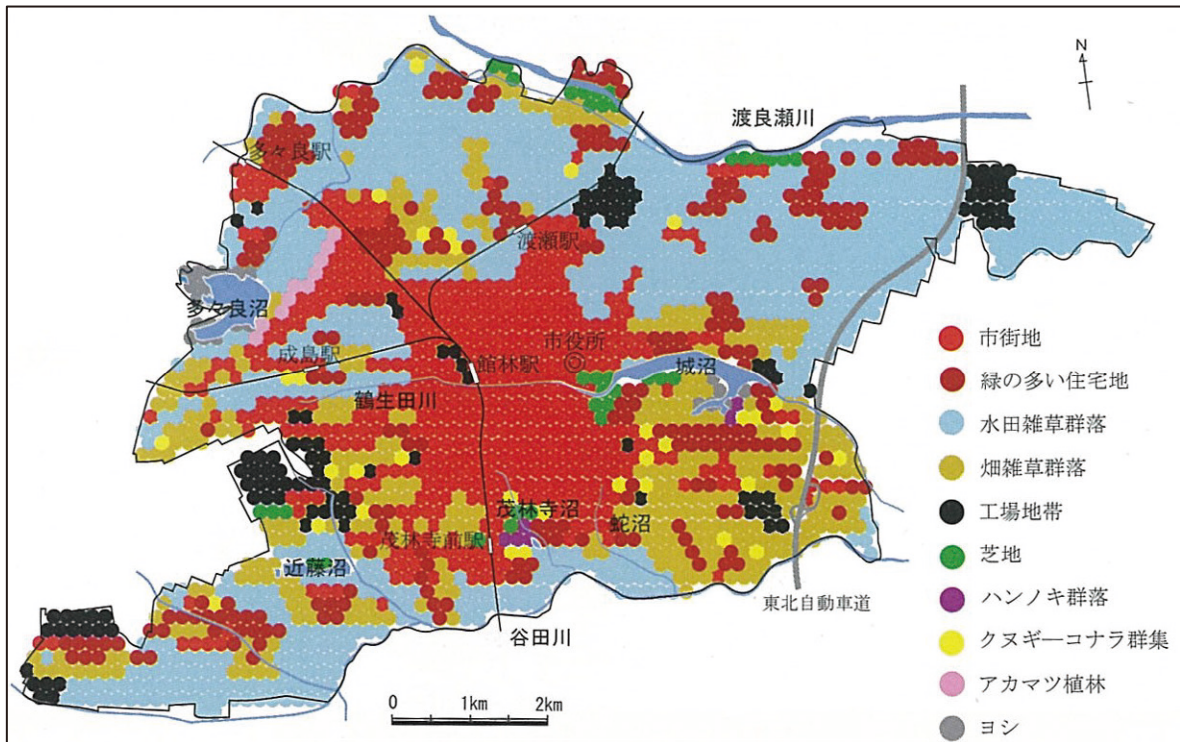 N
渡良瀬川
多々良駅
渡瀬駅
多々良沼
市役所
城沼
成島駅
館林駅
鶴生田川
茂林寺沼
蛇沼
茂林寺前駅
近藤沼
東北自動車道
谷田川
0 1km 2km
市街地
緑の多い住宅地
水田雑草群落
畑雑草群落
工場地帯
芝地
ハンノキ群落
クヌギ―コナラ群集
アカマツ植林
ヨシ